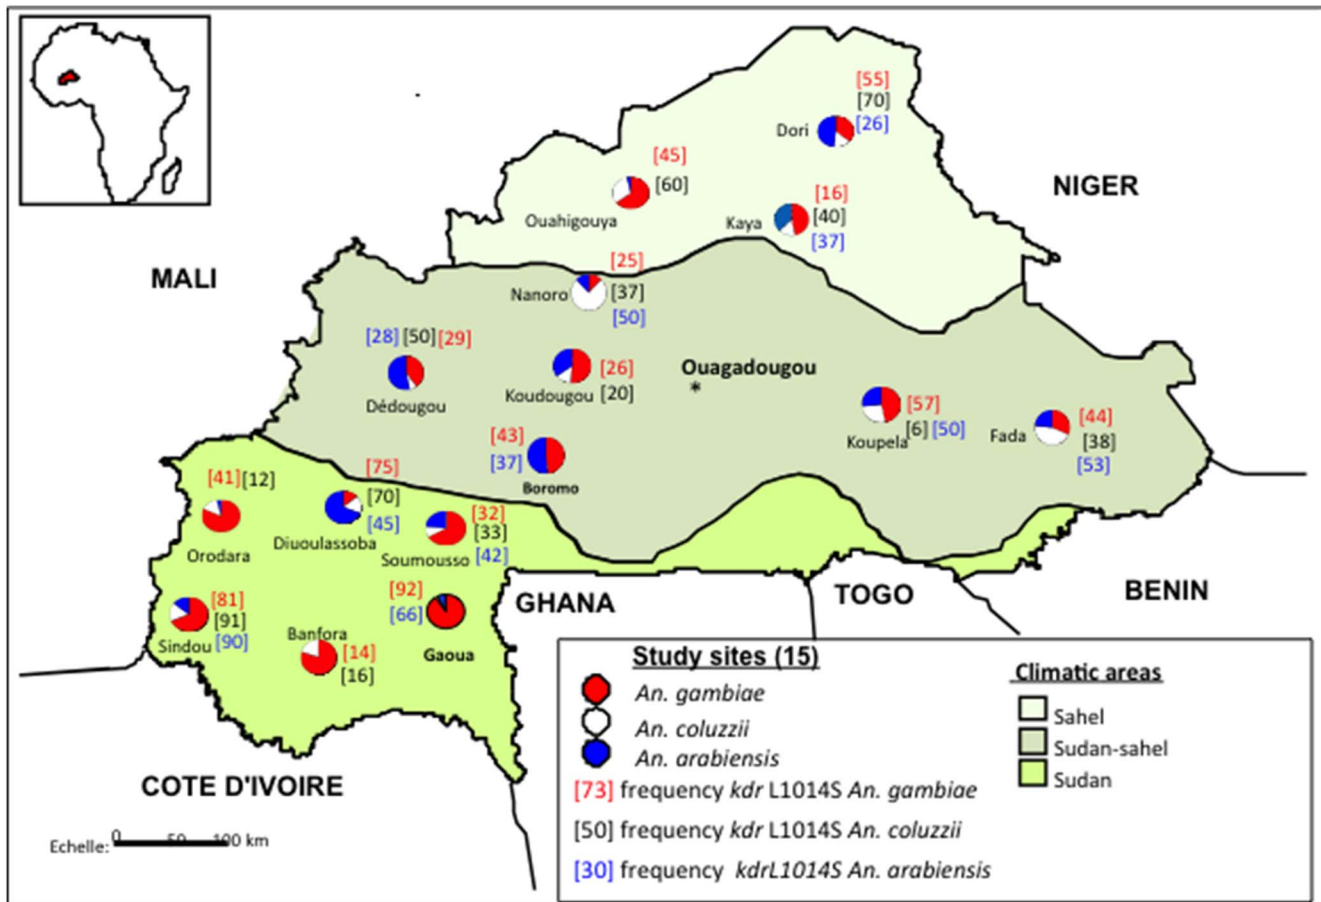 [55]
[70]
Dori
[26]
[45]
[60]
NIGER
Ouahigouya
[16]
Kaya
[40]
[37]
MALI
[25]
Nanoro
[37]
[50]
[28] [50] [29]
Dédougou
[26]
Koudougou [20]
Ouagadougou
*
[57]
Koupela
[6] [50]
[44]
Fada
[38]
[53]
[43]
[37]
Boromo
[41] [12]
Orodara
[75]
[70]
[45]
Diuoulassoba
[32]
[33]
Soumousso [42]
[81]
[91]
Sindou [90]
Banfora
[14]
[16]
[92]
[66]
Gaoua
GHANA
TOGO
BENIN
COTE D'IVOIRE
Echelle: 0 50 100 km
Study sites (15)
An. gambiae
An. coluzzii
An. arabiensis
[73] frequency kdr L1014S An. gambiae
[50] frequency kdr L1014S An. coluzzii
[30] frequency kdrL1014S An. arabiensis
Climatic areas
Sahel
Sudan-sahel
Sudan